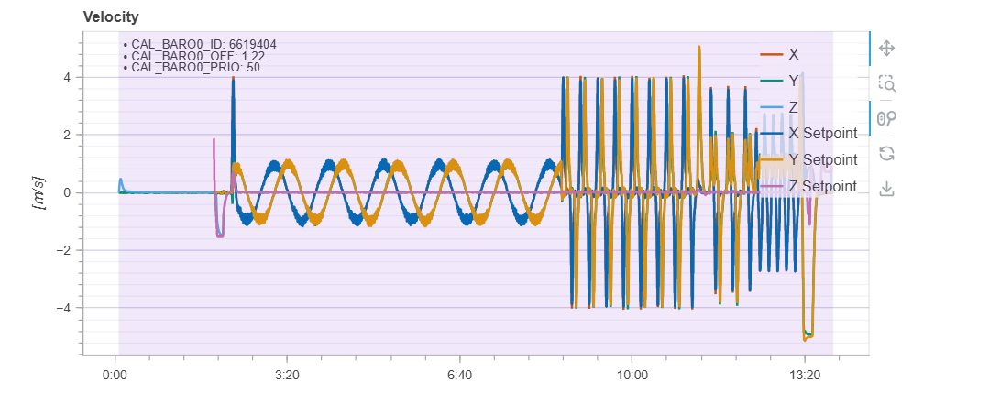 Velocity
• CAL_BARO0_ID: 6619404
• CAL_BARO0_OFF: 1.22
• CAL_BARO0_PRIO: 50
X
Y
Z
X Setpoint
Y Setpoint
Z Setpoint
[m/s]
4
2
0
−2
−4
0:00
3:20
6:40
10:00
13:20